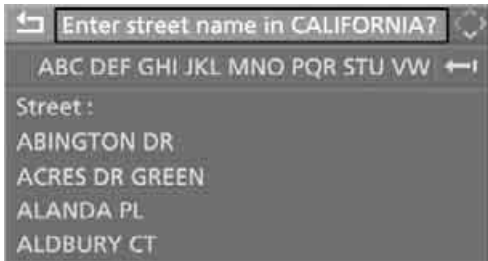 Enter street name in CALIFORNIA?
ABC DEF GHI JKL MNO PQR STU VW
Street :
ABINGTON DR
ACRES DR GREEN
ALANDA PL
ALDBURY CT